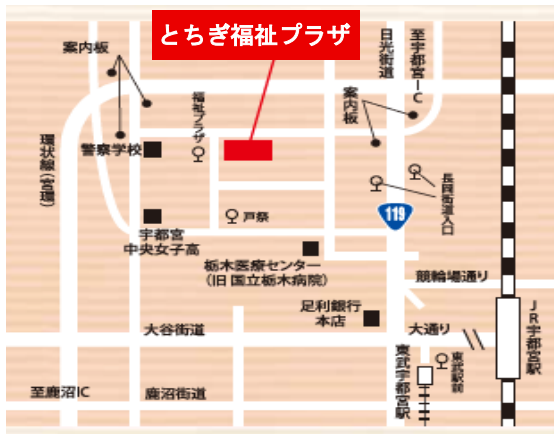 とちぎ福祉プラザ
案内板
日光街道
至宇都宮IC
福祉プラザ
案内板
環状線(宮環)
警察学校
長岡街道入口
119
戸祭
宇都宮
中央女子高
栃木医療センター
(旧 国立栃木病院)
競輪場通り
足利銀行
本店
大谷街道
大通り
JR宇都宮駅
東武宇都宮駅
東武駅前
至鹿沼IC
鹿沼街道